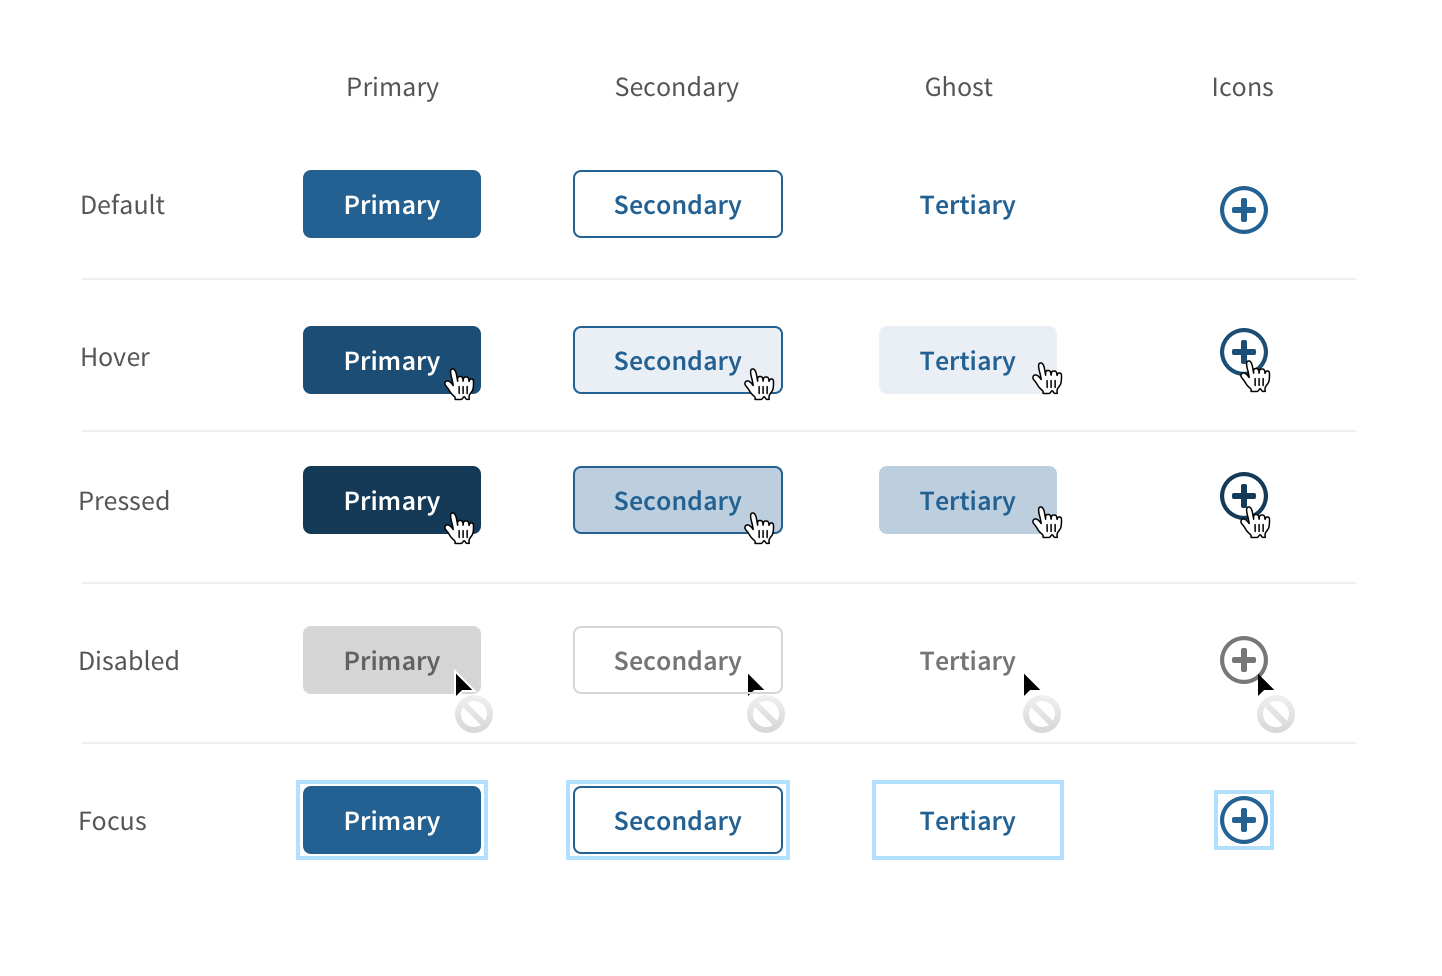 Primary Secondary Ghost Icons
Default Primary Secondary Tertiary
Hover Primary Secondary Tertiary
Pressed Primary Secondary Tertiary
Disabled Primary Secondary Tertiary
Focus Primary Secondary Tertiary